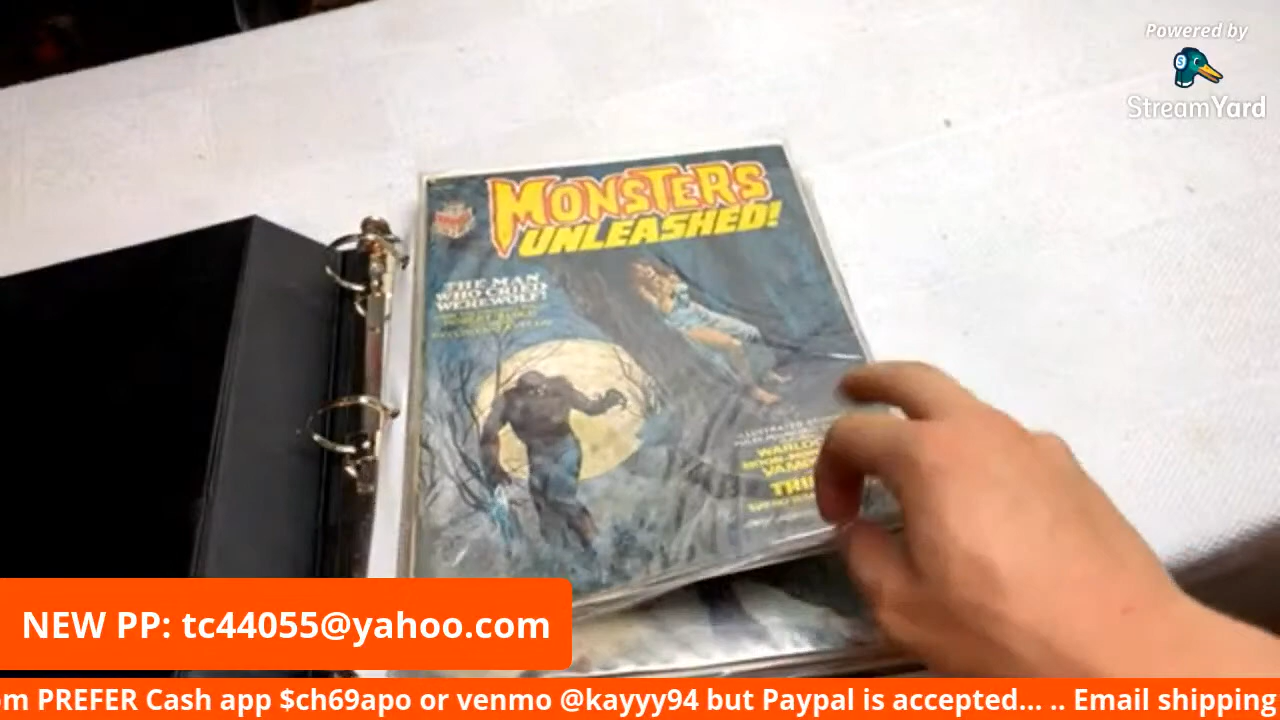 Powered by
StreamYard
MONSTERS
UNLEASHED!
THE MAN
WHO CRIED
WEREWOLF!
NEW PP: tc44055@yahoo.com
om PREFER Cash app $ch69apo or venmo @kayyy94 but Paypal is accepted... .. Email shipping